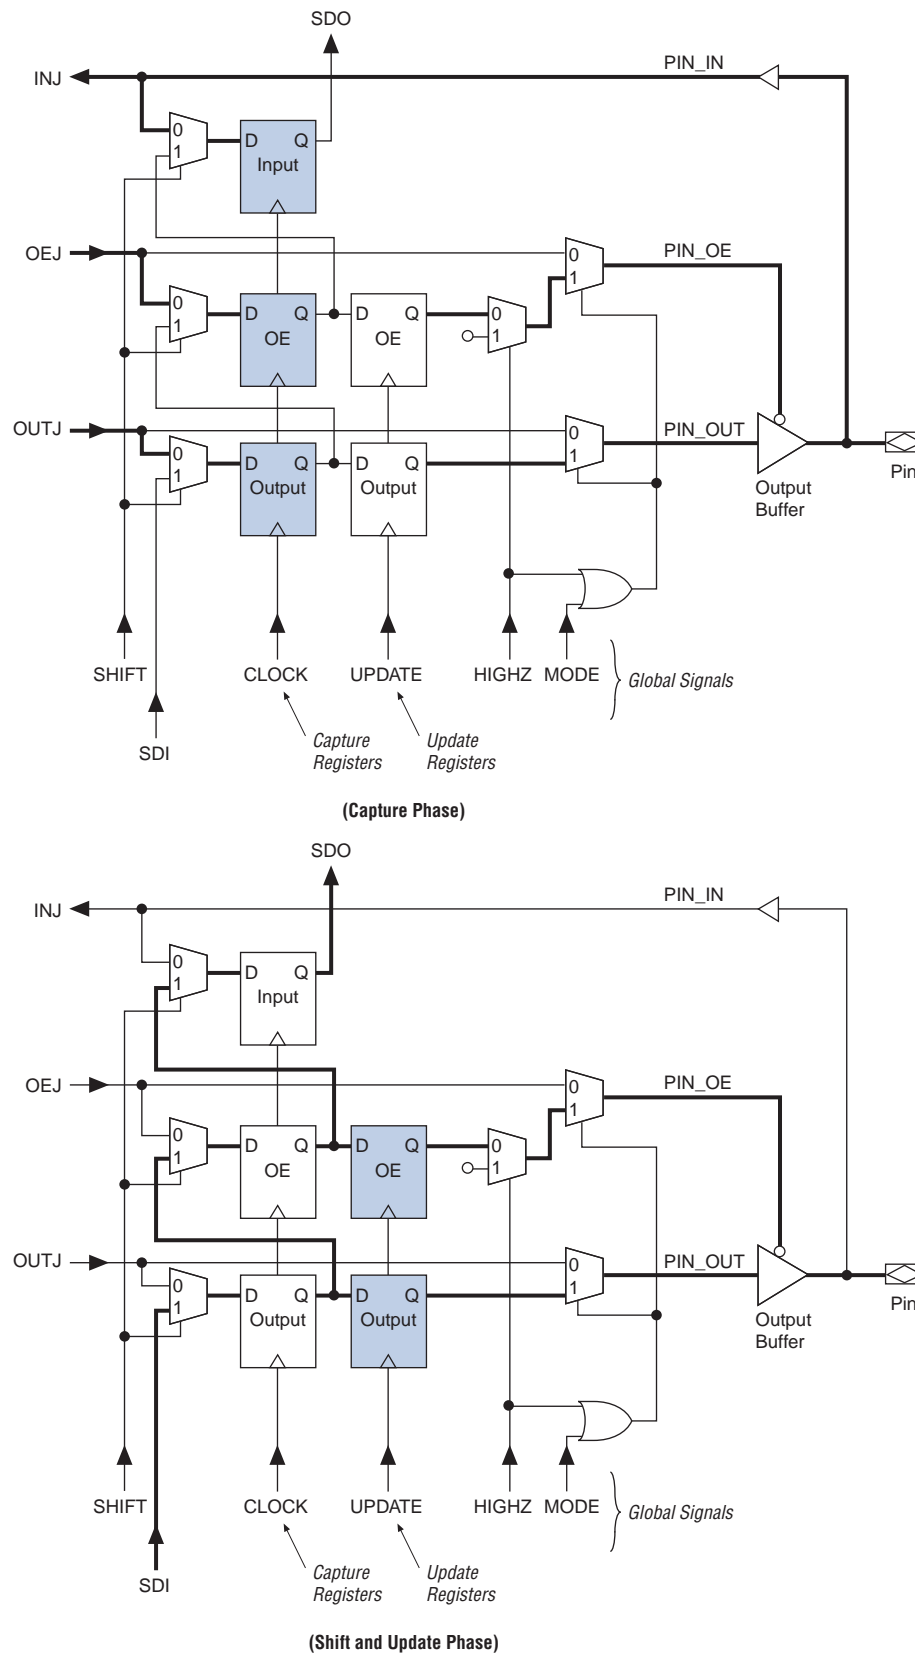 SDO
INJ
PIN_IN
0
1
D Q
Input
OEJ
0
1
PIN_OE
0
1
D Q
OE
D Q
OE
0
1
OUTJ
0
1
PIN_OUT
0
1
D Q
Output
D Q
Output
Output
Buffer
Pin
SHIFT
CLOCK
UPDATE
HIGHZ
MODE
Global Signals
SDI
Capture
Registers
Update
Registers
(Capture Phase)
SDO
INJ
PIN_IN
0
1
D Q
Input
OEJ
0
1
PIN_OE
0
1
D Q
OE
D Q
OE
0
1
OUTJ
0
1
PIN_OUT
0
1
D Q
Output
D Q
Output
Output
Buffer
Pin
SHIFT
CLOCK
UPDATE
HIGHZ
MODE
Global Signals
SDI
Capture
Registers
Update
Registers
(Shift and Update Phase)